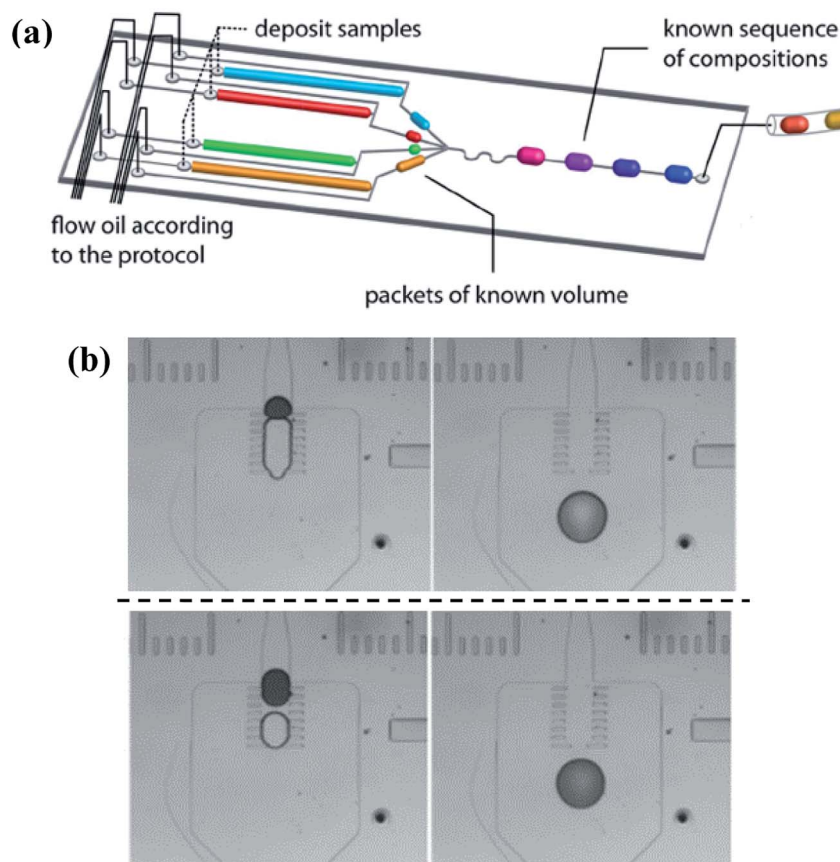 (a)
deposit samples
known sequence
of compositions
flow oil according
to the protocol
packets of known volume
(b)